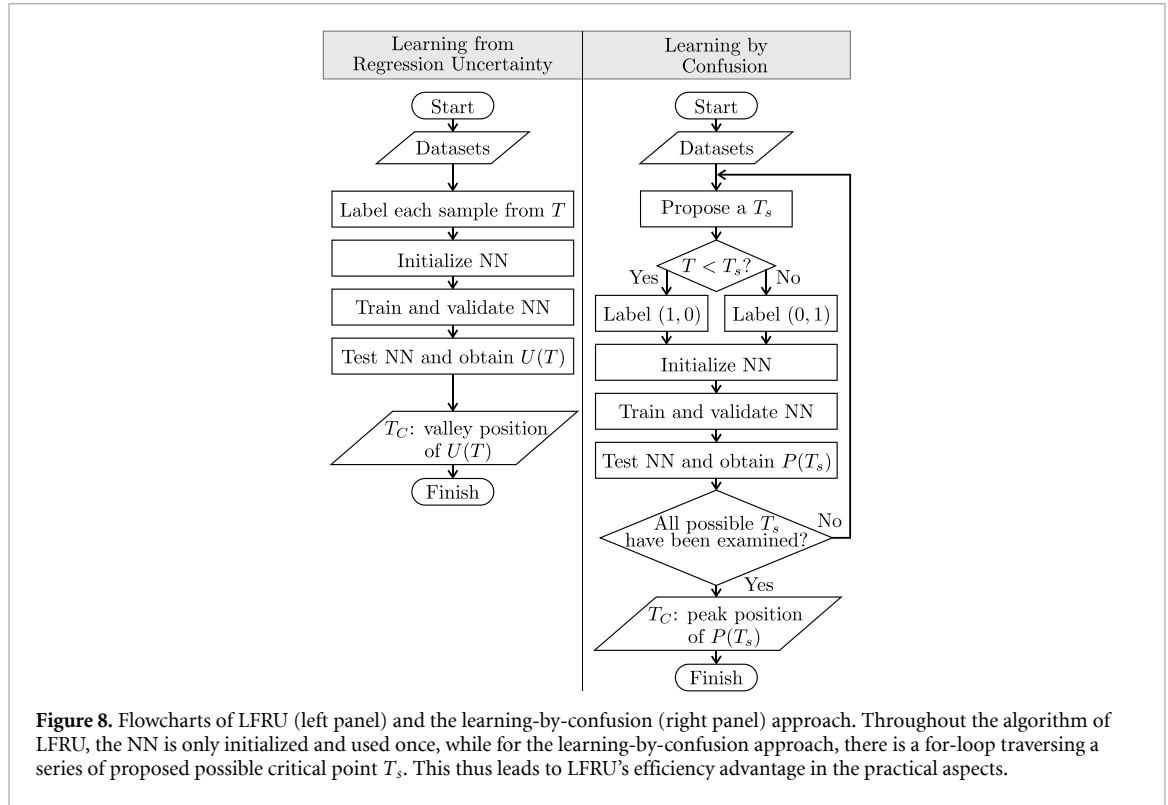 Learning from
Regression Uncertainty
Start
Datasets
Label each sample from T
Initialize NN
Train and validate NN
Test NN and obtain U(T)
T_C: valley position
of U(T)
Finish
Learning by
Confusion
Start
Datasets
Propose a T_s
T < T_s?
Yes
No
Label (1, 0)
Label (0, 1)
Initialize NN
Train and validate NN
Test NN and obtain P(T_s)
All possible T_s
have been examined?
No
Yes
T_C: peak position
of P(T_s)
Finish
Figure 8. Flowcharts of LFRU (left panel) and the learning-by-confusion (right panel) approach. Throughout the algorithm of
LFRU, the NN is only initialized and used once, while for the learning-by-confusion approach, there is a for-loop traversing a
series of proposed possible critical point T_s. This thus leads to LFRU's efficiency advantage in the practical aspects.